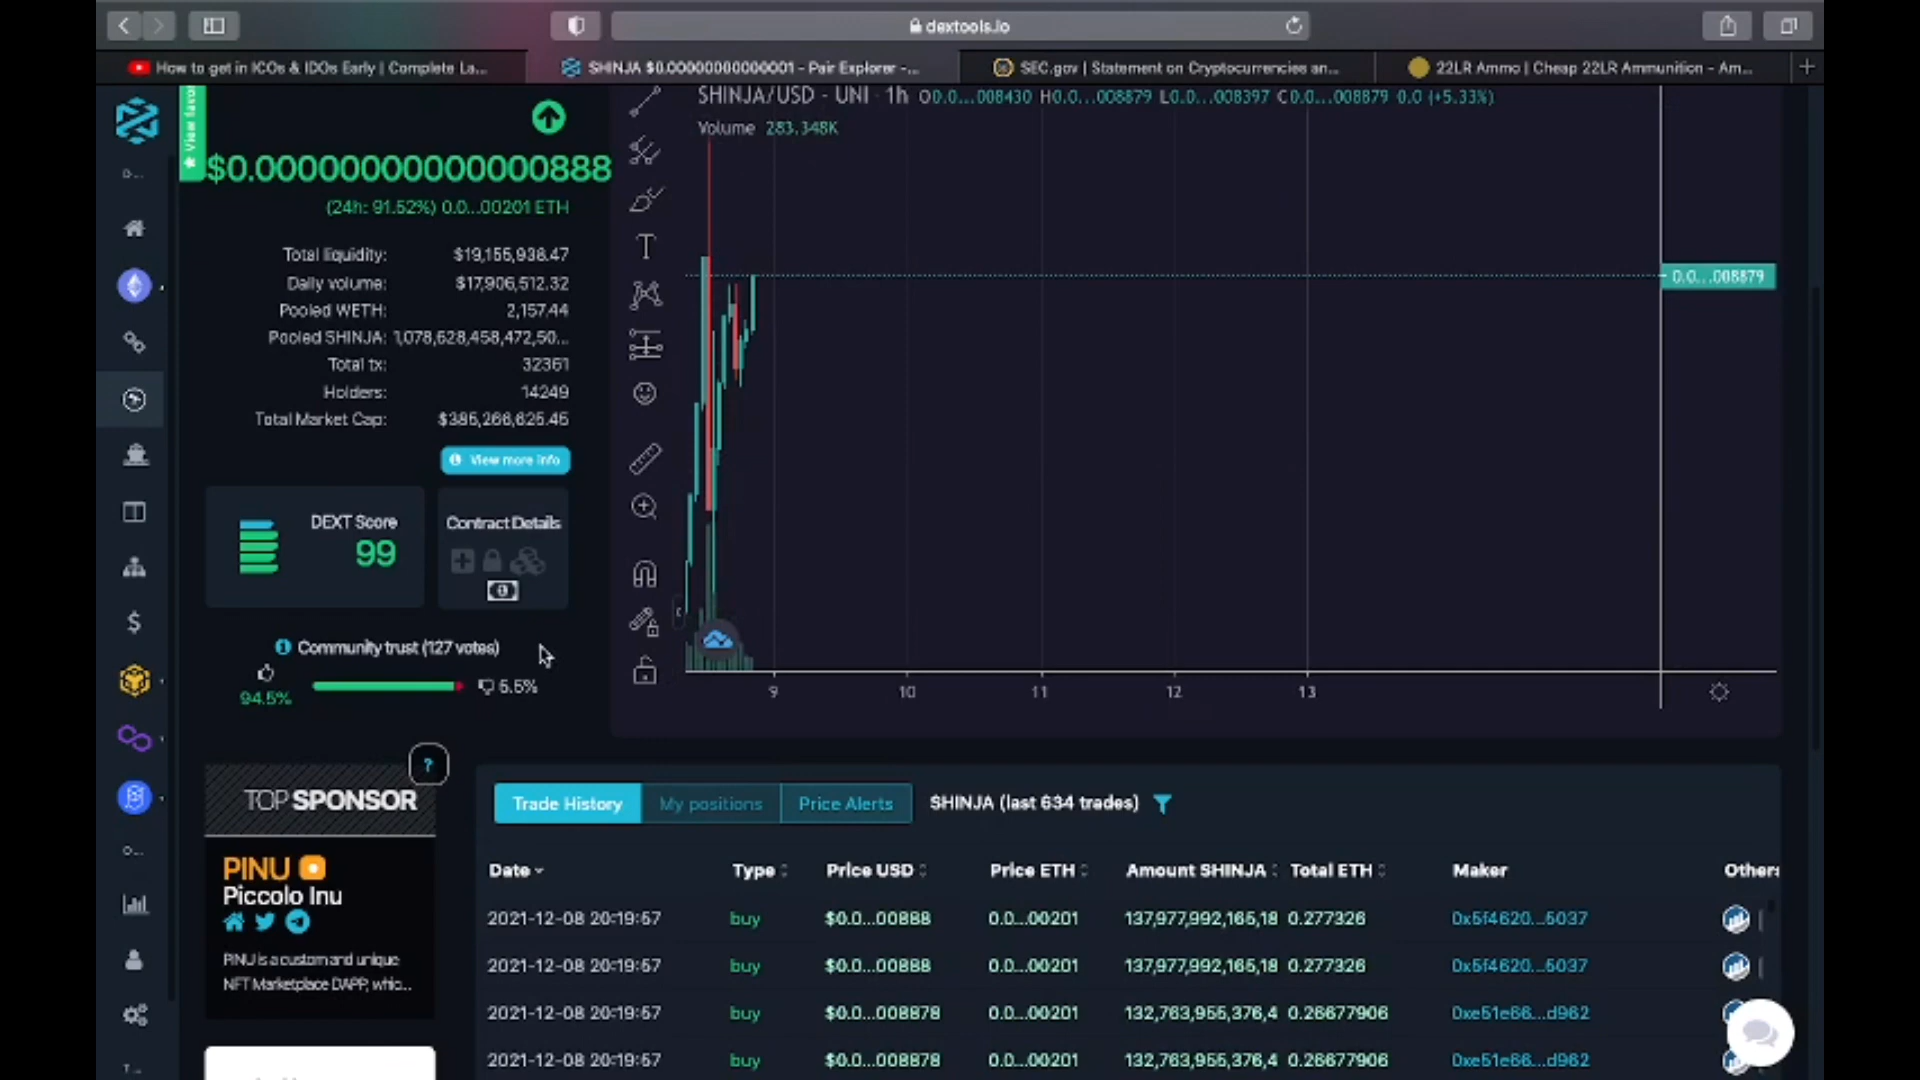 dextools.io
How to get in ICOs & IDOs Early | Complete La...
SHINJA $0.00000000000001 - Pair Explorer -...
SEC.gov | Statement on Cryptocurrencies an...
22LR Ammo | Cheap 22LR Ammunition - Am...
SHINJA/USD - UNI · 1h O0.0...008430 H0.0...008879 L0.0...008397 C0.0...008879 0.0 (+5.33%)
Volume 283.348K
D...
(24h: 91.52%) 0.0...00201 ETH
Total liquidity: $19,155,938.47
Daily volume: $17,906,512.32
Pooled WETH: 2,157.44
Pooled SHINJA: 1,078,628,458,472,50...
Total tx: 32361
Holders: 14249
Total Market Cap: $385,266,625.45
View more info
0.0...008879
DEXT Score
99
Contract Details
Community trust (127 votes)
94.5%
5.5%
9 10 11 12 13
TOP SPONSOR
?
PINU
Piccolo Inu
PINU is a custom and unique
NFT Marketplace DAPP, whic...
O...
T...
Trade History My positions Price Alerts SHINJA (last 634 trades)
Date Type Price USD Price ETH Amount SHINJA Total ETH Maker Others
2021-12-08 20:19:57 buy $0.0...00888 0.0...00201 137,977,992,165,18 0.277326 0x5f4620...5037
2021-12-08 20:19:57 buy $0.0...00888 0.0...00201 137,977,992,165,18 0.277326 0x5f4620...5037
2021-12-08 20:19:57 buy $0.0...008878 0.0...00201 132,763,955,376,4 0.26677906 0xe51e66...d962
2021-12-08 20:19:57 buy $0.0...008878 0.0...00201 132,763,955,376,4 0.26677906 0xe51e66...d962